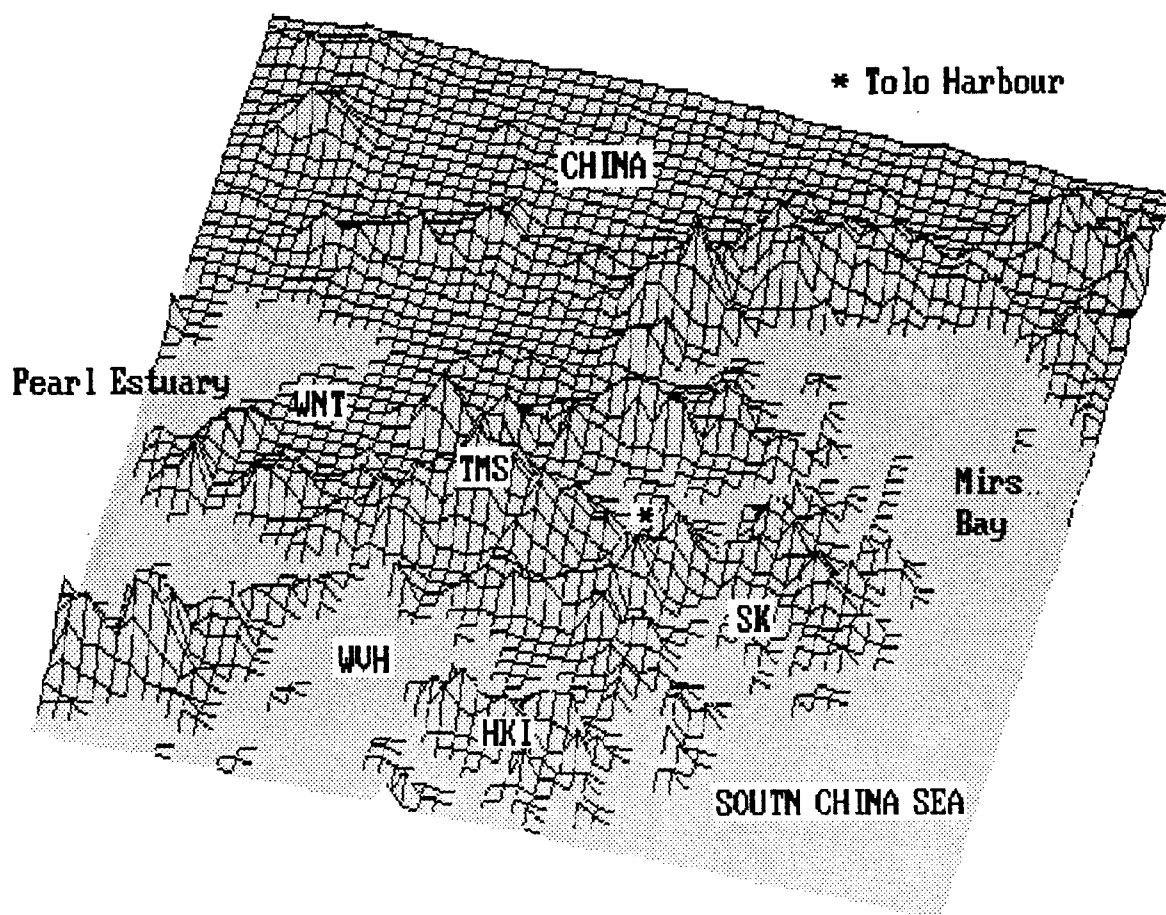 * Tolo Harbour
CHINA
Pearl Estuary
WNT
TMS
Mirs
Bay
*
SK
WVH
HKI
SOUTN CHINA SEA